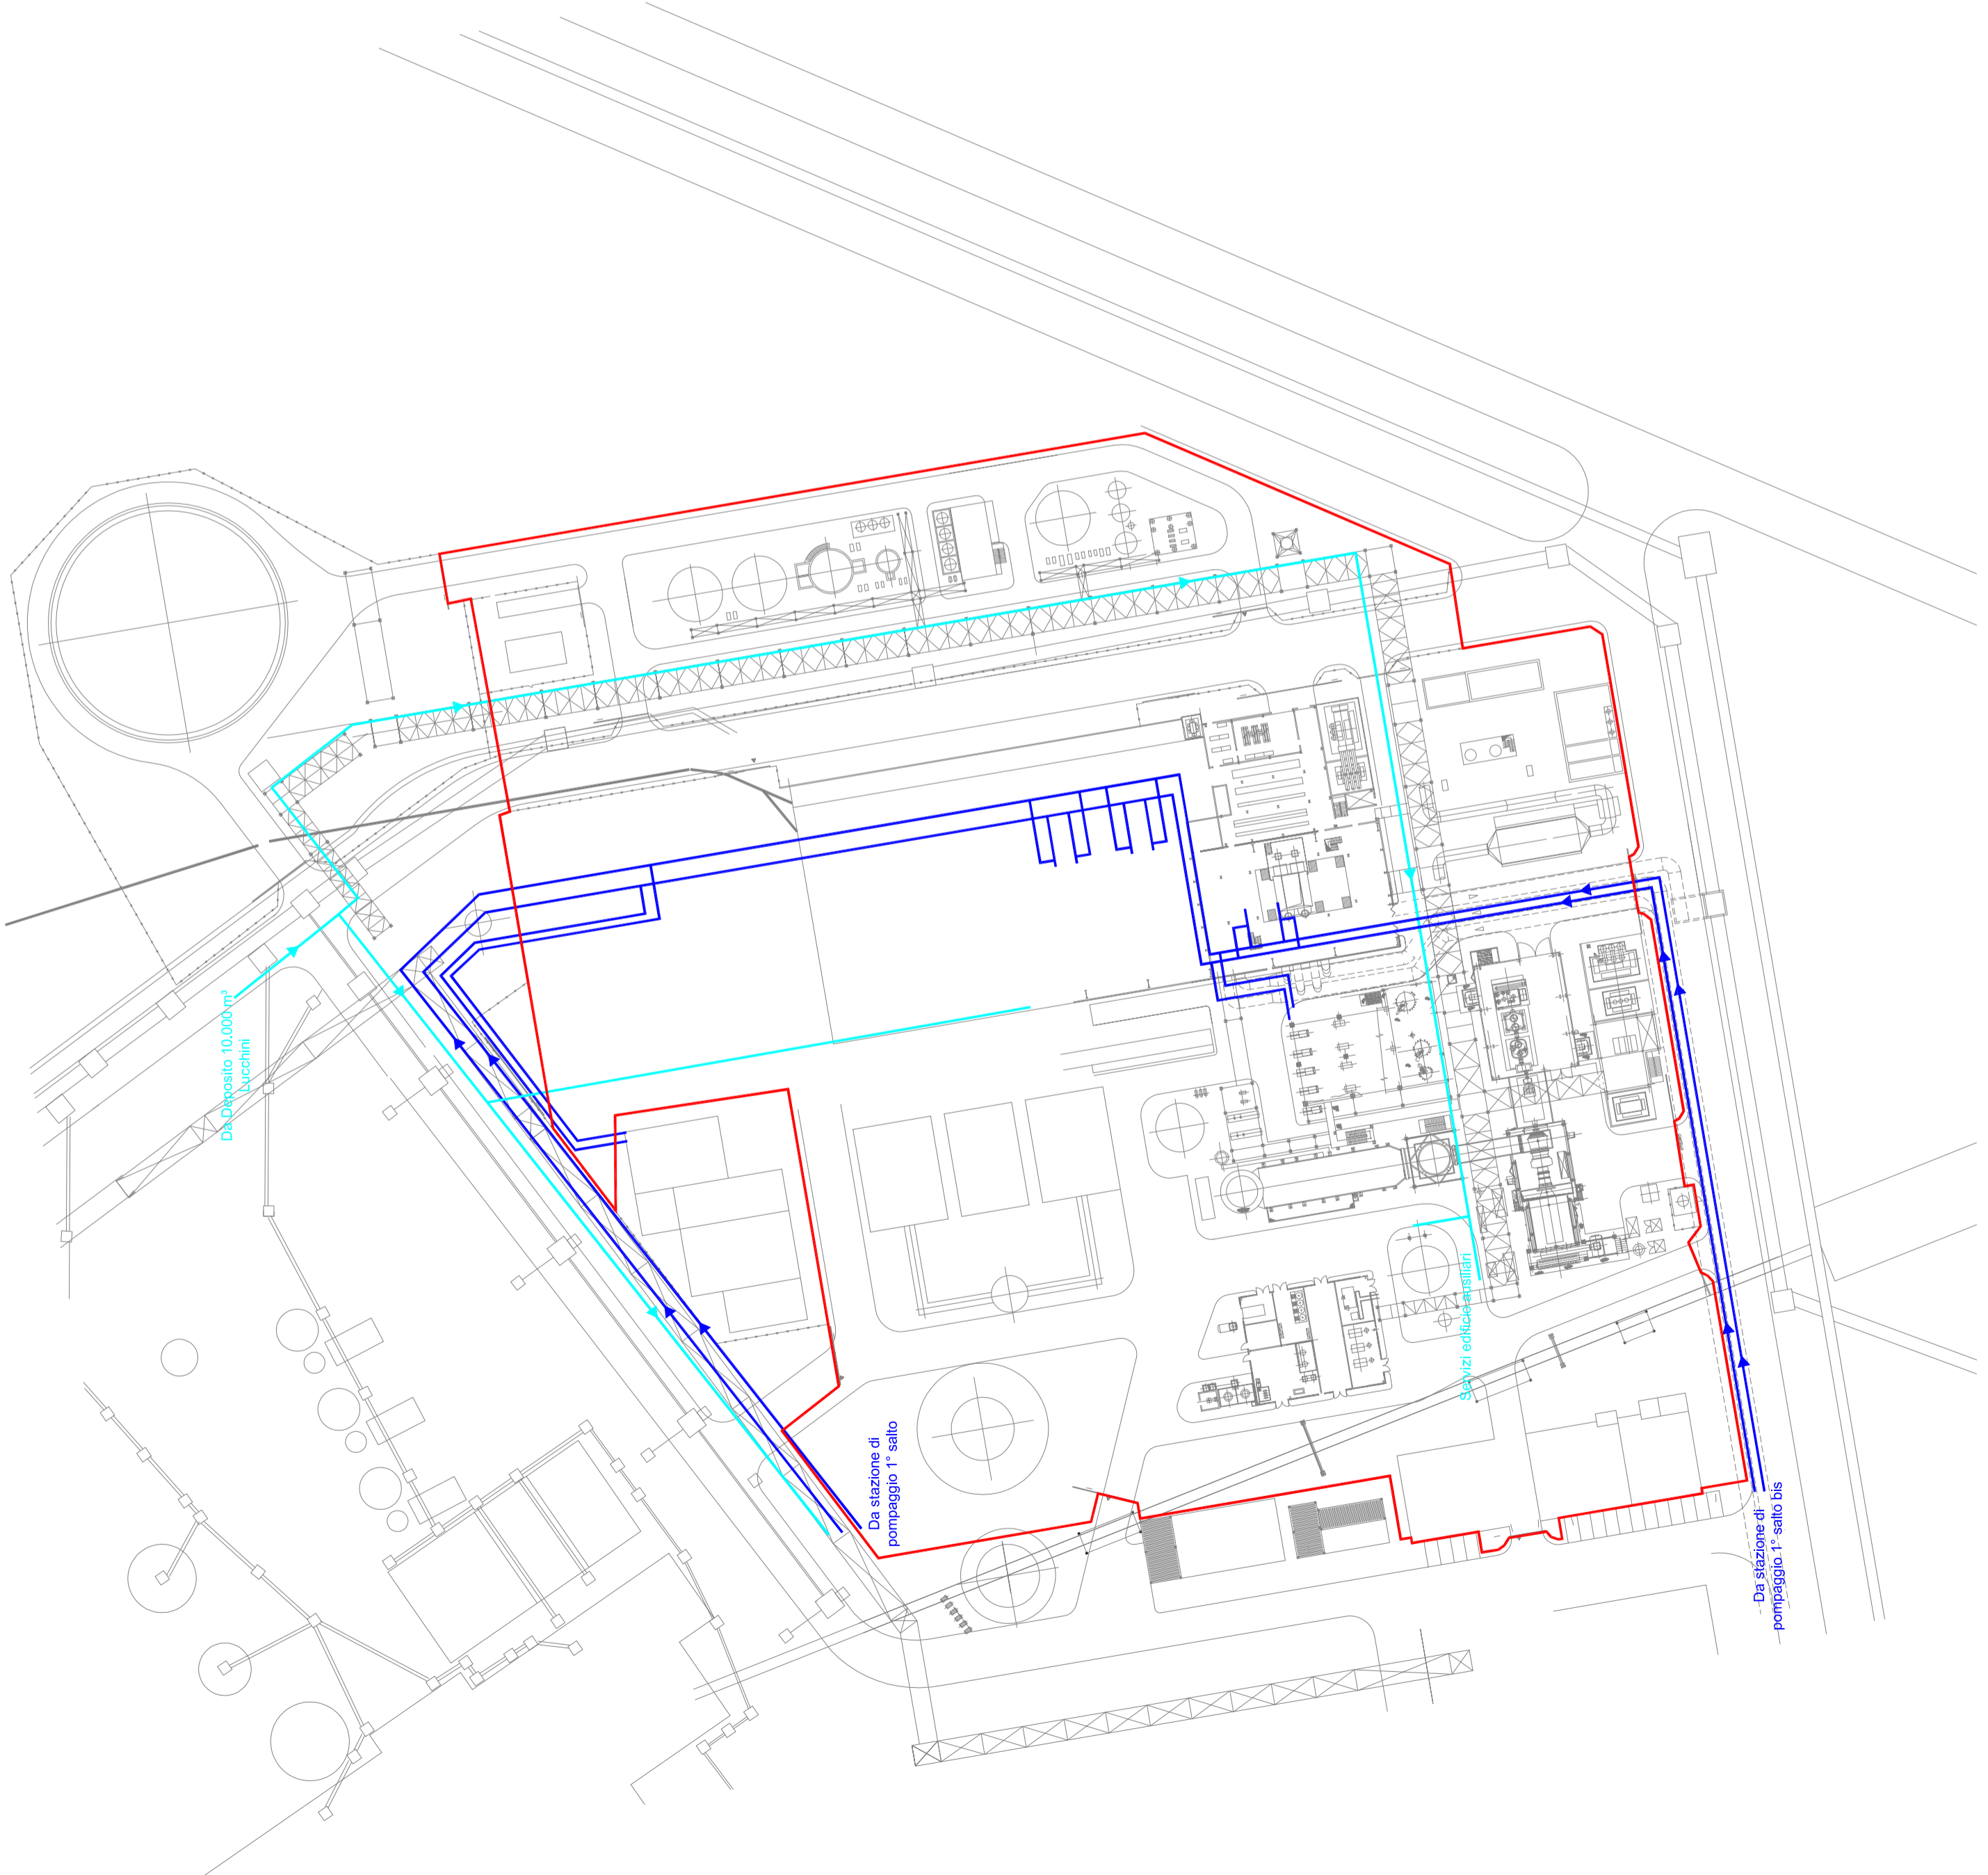 Da Deposito 10.000 m³
Lucchini
Da stazione di
pompaggio 1° salto
Servizi edificio ausiliari
Da stazione di
pompaggio 1° salto bis